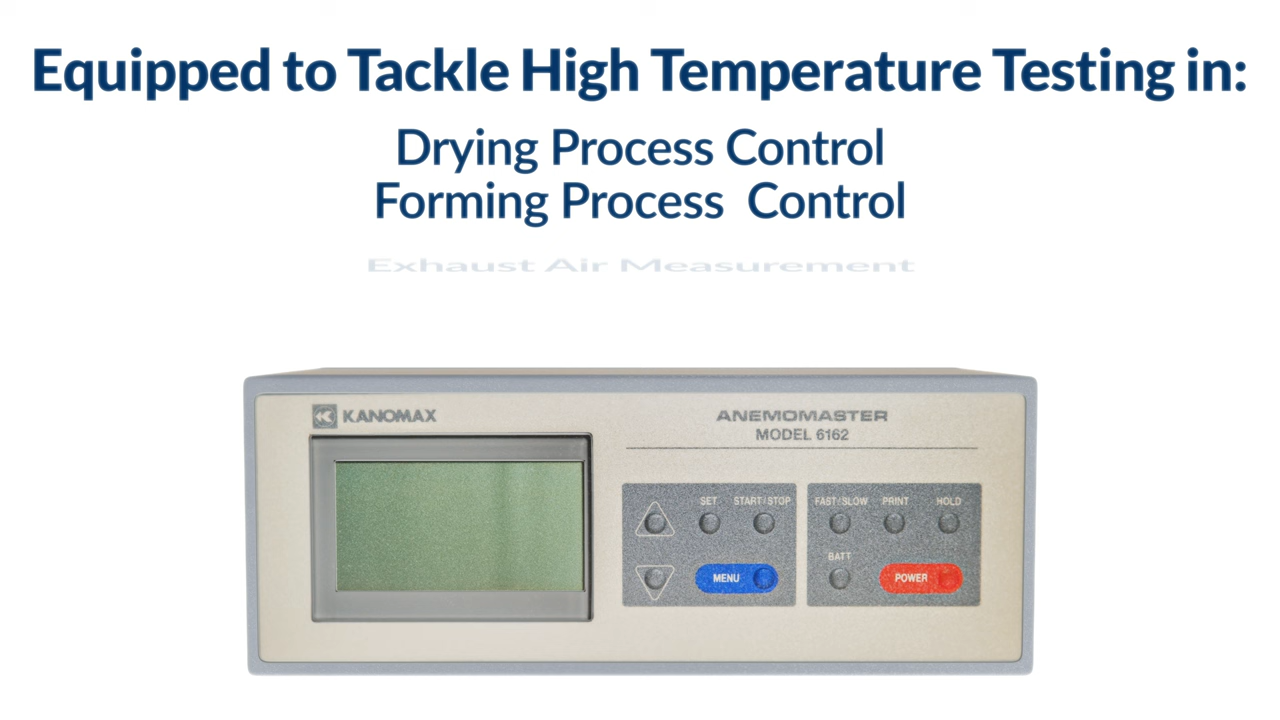 Equipped to Tackle High Temperature Testing in:
Drying Process Control
Forming Process Control
Exhaust Air Measurement
KANOMAX
ANEMOMASTER
MODEL 6162
SET START/STOP
FAST/SLOW PRINT HOLD
BATT
MENU
POWER